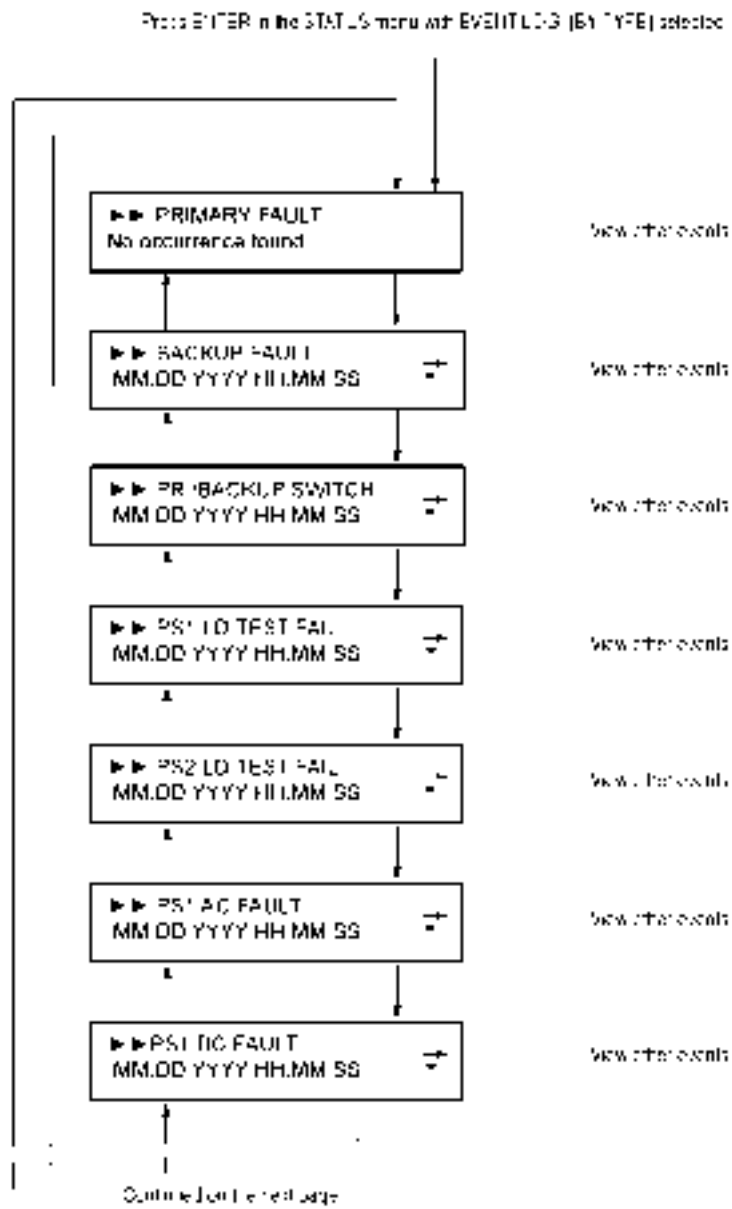 Press ENTER in the STATUS menu with EVENT LOGS (BY TYPE) selected
►► PRIMARY FAULT
No occurrence found
View other events
►► BACKUP FAULT
MM.DD YYYY HH.MM SS
View other events
►► PRI/BACKUP SWITCH
MM.DD YYYY HH.MM SS
View other events
►► PS1 LO TEST FAIL
MM.DD YYYY HH.MM SS
View other events
►► PS2 LO TEST FAIL
MM.DD YYYY HH.MM SS
View other events
►► PS1 AC FAULT
MM.DD YYYY HH.MM SS
View other events
►►PS1 DC FAULT
MM.DD YYYY HH.MM SS
View other events
Continued on the next page